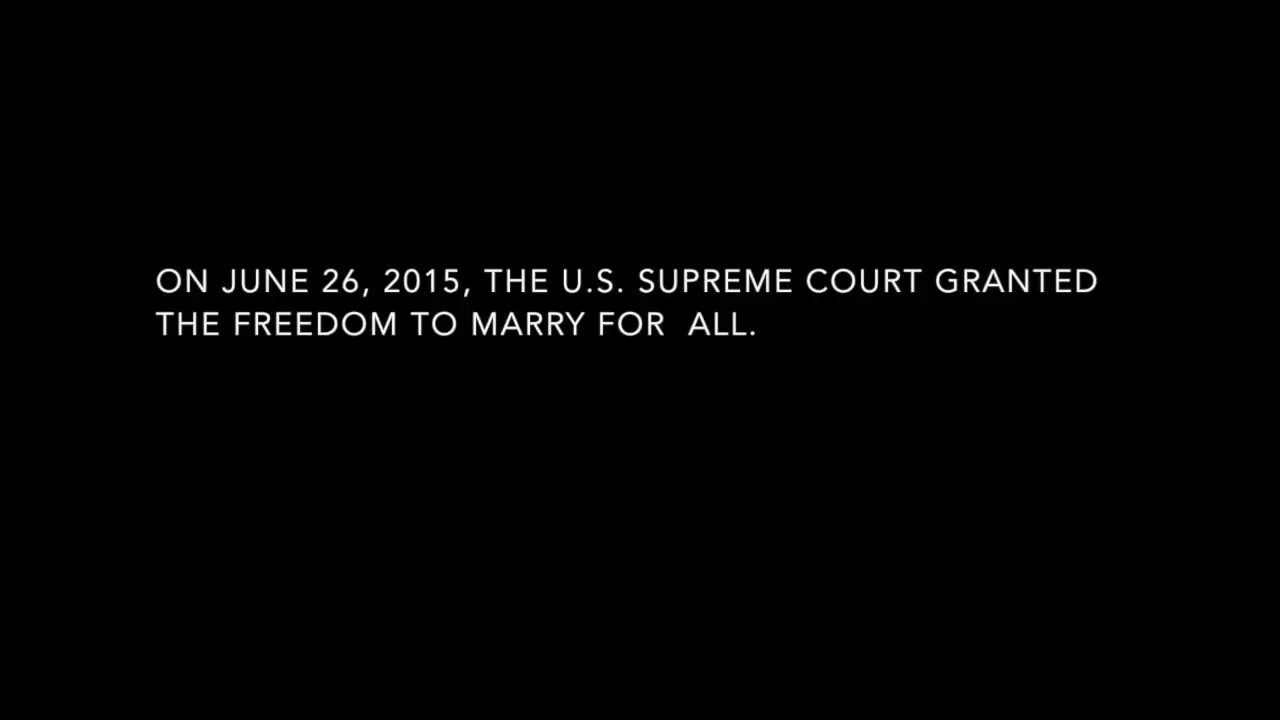 ON JUNE 26, 2015, THE U.S. SUPREME COURT GRANTED
THE FREEDOM TO MARRY FOR  ALL.